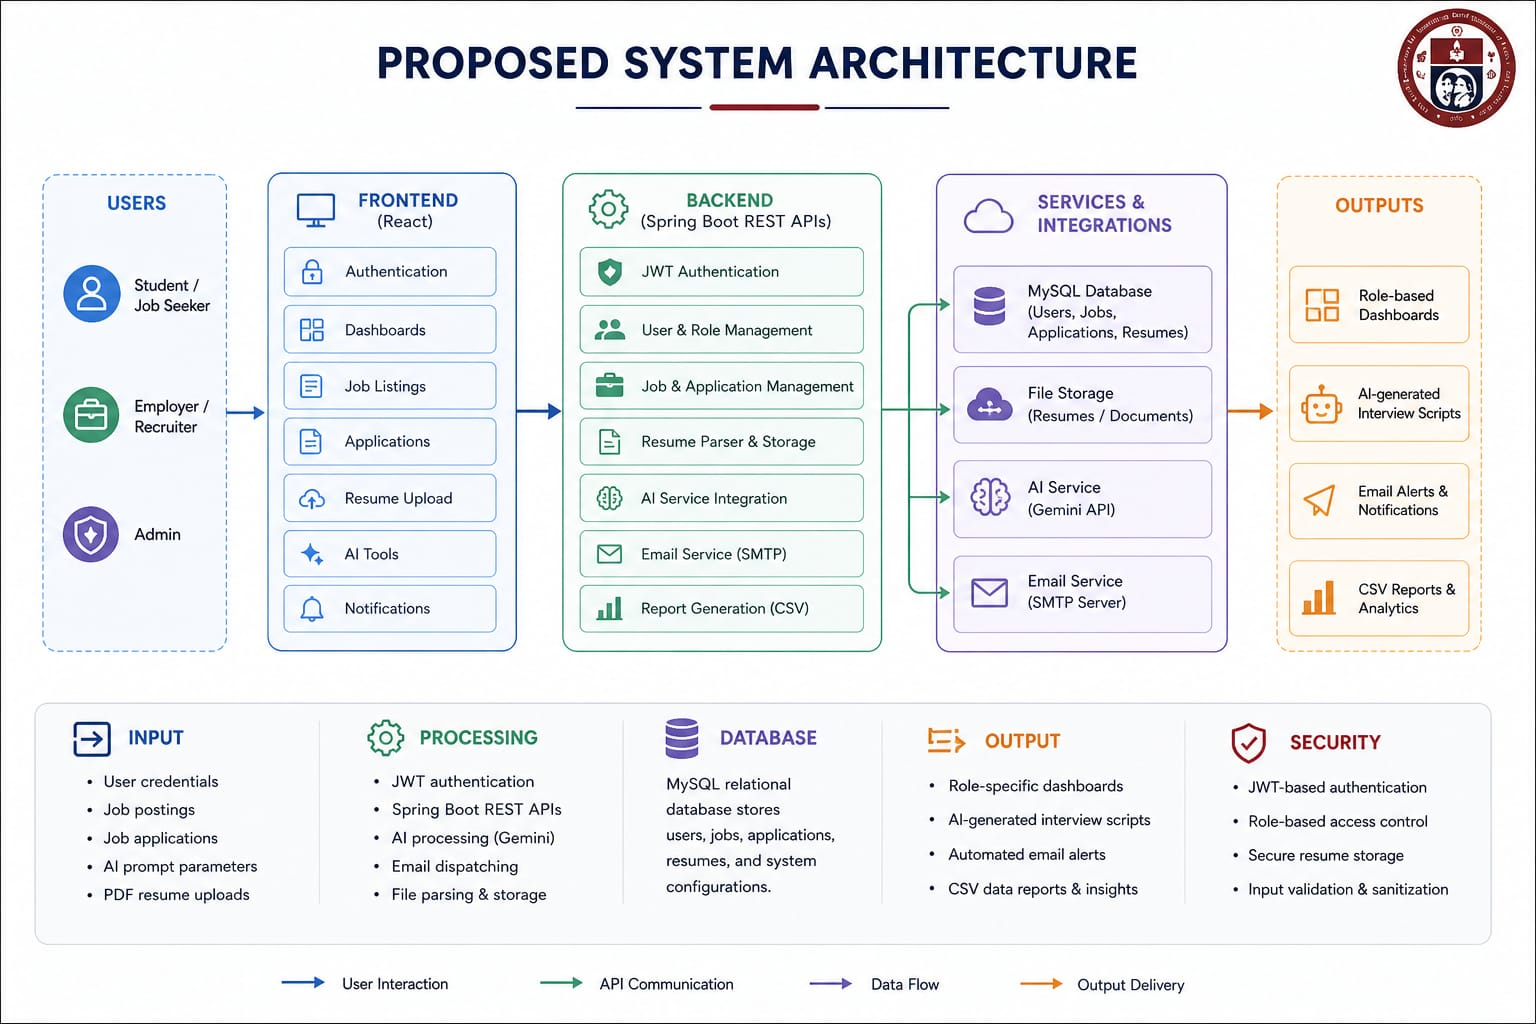 PROPOSED SYSTEM ARCHITECTURE
USERS
Student /
Job Seeker
Employer /
Recruiter
Admin
FRONTEND
(React)
Authentication
Dashboards
Job Listings
Applications
Resume Upload
AI Tools
Notifications
BACKEND
(Spring Boot REST APIs)
JWT Authentication
User & Role Management
Job & Application Management
Resume Parser & Storage
AI Service Integration
Email Service (SMTP)
Report Generation (CSV)
SERVICES &
INTEGRATIONS
MySQL Database
(Users, Jobs,
Applications, Resumes)
File Storage
(Resumes / Documents)
AI Service
(Gemini API)
Email Service
(SMTP Server)
OUTPUTS
Role-based
Dashboards
AI-generated
Interview Scripts
Email Alerts &
Notifications
CSV Reports &
Analytics
INPUT
• User credentials
• Job postings
• Job applications
• AI prompt parameters
• PDF resume uploads
PROCESSING
• JWT authentication
• Spring Boot REST APIs
• AI processing (Gemini)
• Email dispatching
• File parsing & storage
DATABASE
MySQL relational
database stores
users, jobs, applications,
resumes, and system
configurations.
OUTPUT
• Role-specific dashboards
• AI-generated interview scripts
• Automated email alerts
• CSV data reports & insights
SECURITY
• JWT-based authentication
• Role-based access control
• Secure resume storage
• Input validation & sanitization
User Interaction
API Communication
Data Flow
Output Delivery